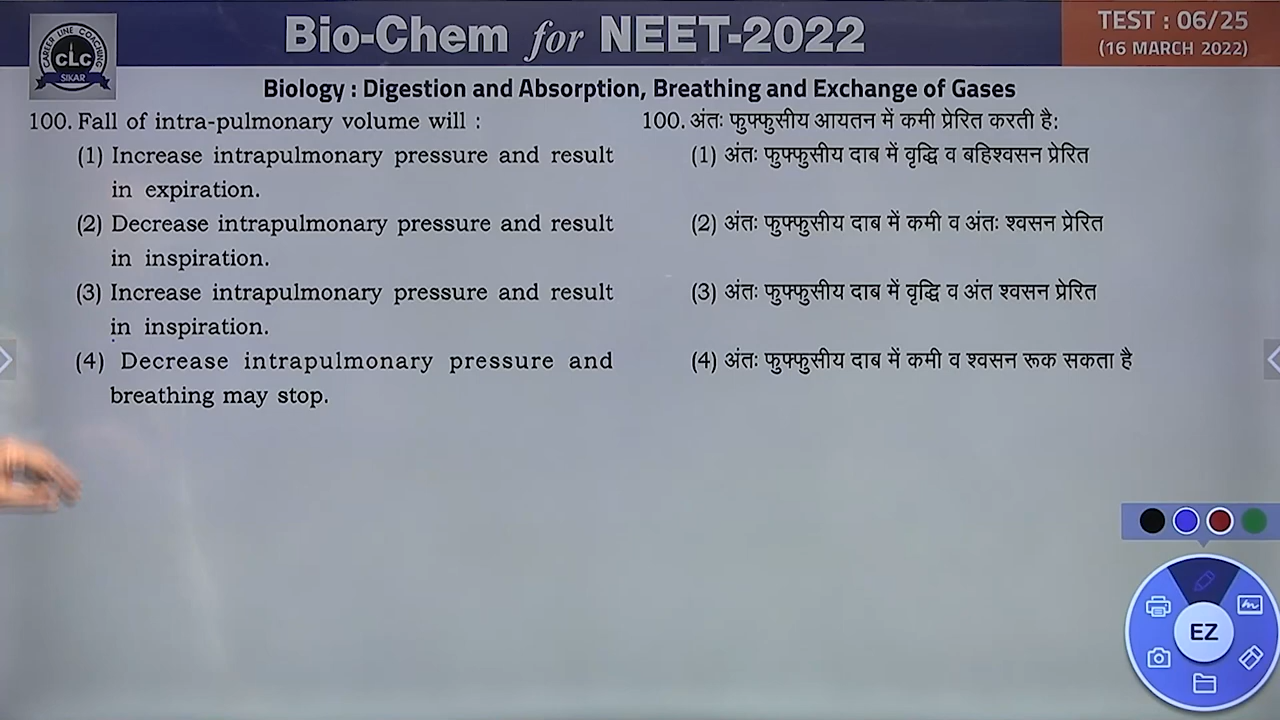 CAREER LINE COACHING
CLC
SIKAR
Bio-Chem for NEET-2022
TEST : 06/25
(16 MARCH 2022)
Biology : Digestion and Absorption, Breathing and Exchange of Gases
100. Fall of intra-pulmonary volume will :
(1) Increase intrapulmonary pressure and result
in expiration.
(2) Decrease intrapulmonary pressure and result
in inspiration.
(3) Increase intrapulmonary pressure and result
in inspiration.
(4) Decrease intrapulmonary pressure and
breathing may stop.
100. अंतः फुफ्फुसीय आयतन में कमी प्रेरित करती है:
(1) अंतः फुफ्फुसीय दाब में वृद्धि व बहिश्वसन प्रेरित
(2) अंतः फुफ्फुसीय दाब में कमी व अंतः श्वसन प्रेरित
(3) अंतः फुफ्फुसीय दाब में वृद्धि व अंत श्वसन प्रेरित
(4) अंतः फुफ्फुसीय दाब में कमी व श्वसन रूक सकता है
EZ